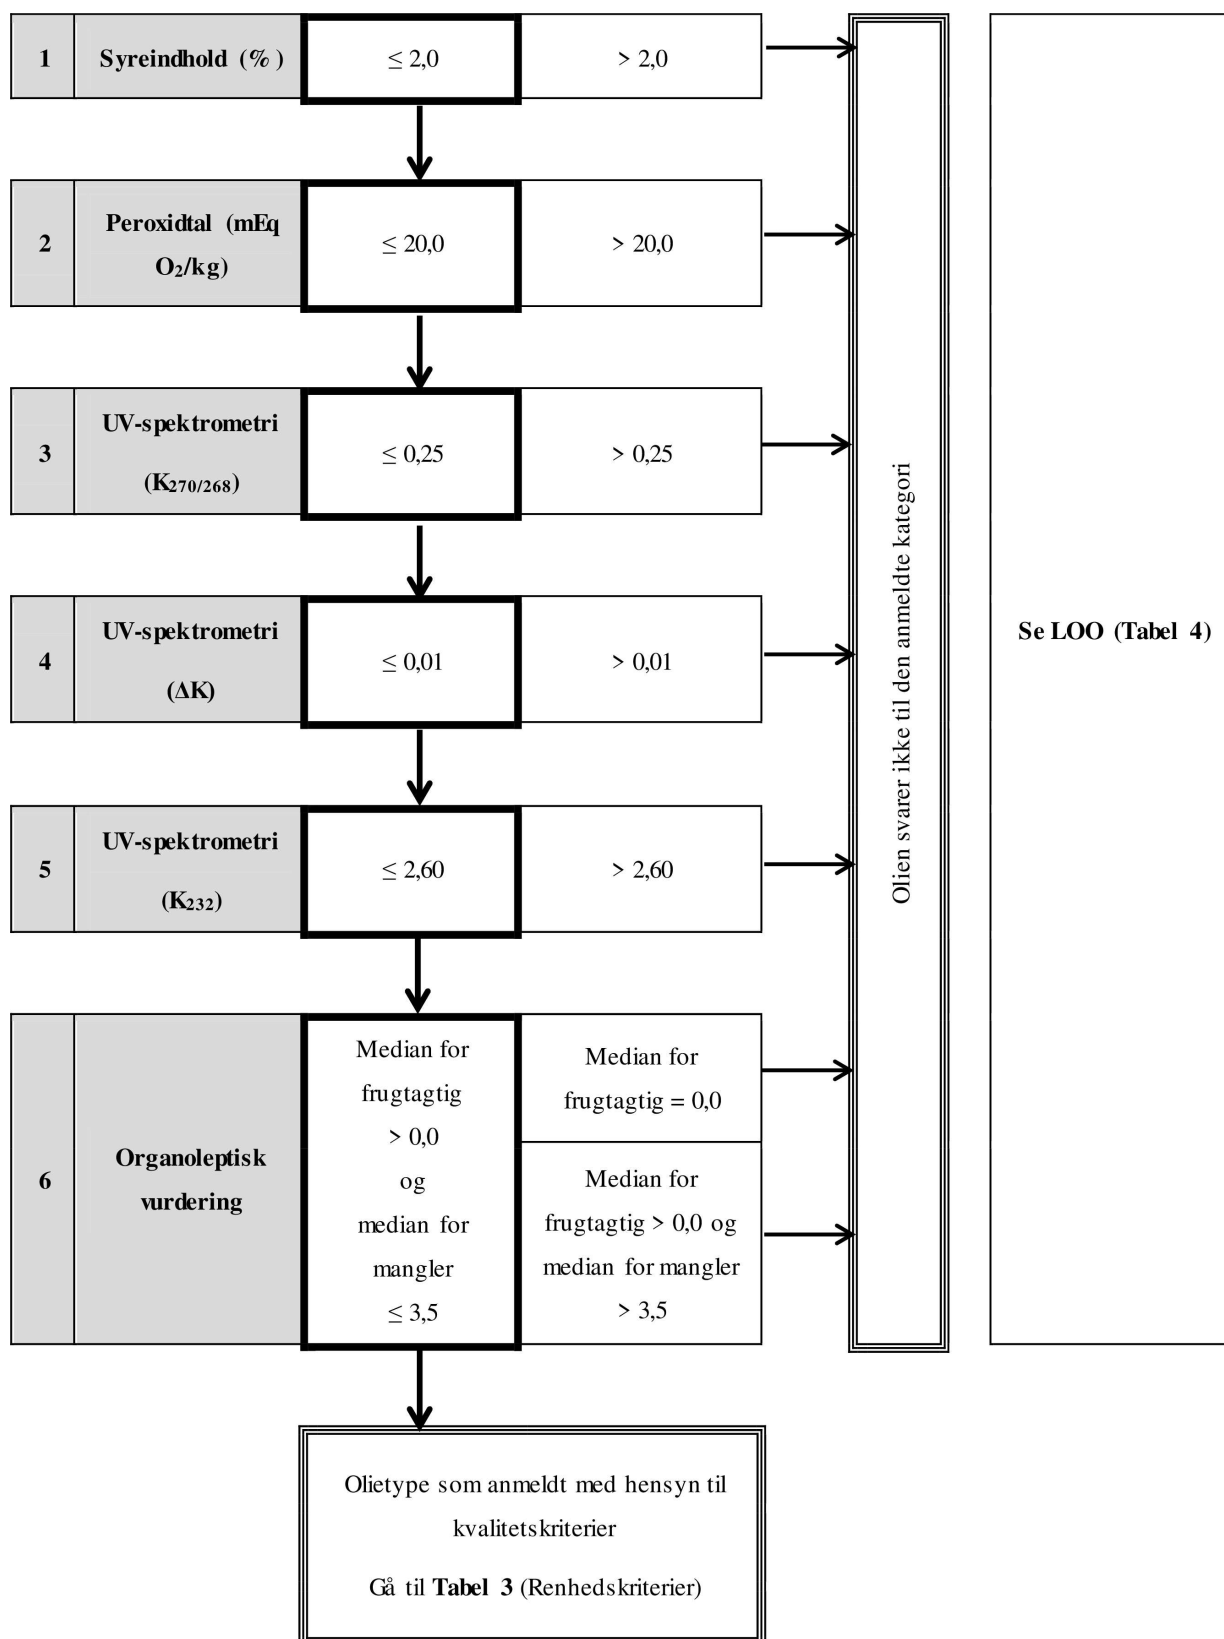 1
Syreindhold (%)
≤ 2,0
> 2,0
2
Peroxidtal (mEq
O₂/kg)
≤ 20,0
> 20,0
3
UV-spektrometri
(K₂₇₀/₂₆₈)
≤ 0,25
> 0,25
4
UV-spektrometri
(ΔK)
≤ 0,01
> 0,01
5
UV-spektrometri
(K₂₃₂)
≤ 2,60
> 2,60
6
Organoleptisk
vurdering
Median for
frugtagtig
> 0,0
og
median for
mangler
≤ 3,5
Median for
frugtagtig = 0,0
Median for
frugtagtig > 0,0 og
median for mangler
> 3,5
Olien svarer ikke til den anmeldte kategori
Se LOO (Tabel 4)
Olietype som anmeldt med hensyn til
kvalitetskriterier
Gå til Tabel 3 (Renhedskriterier)